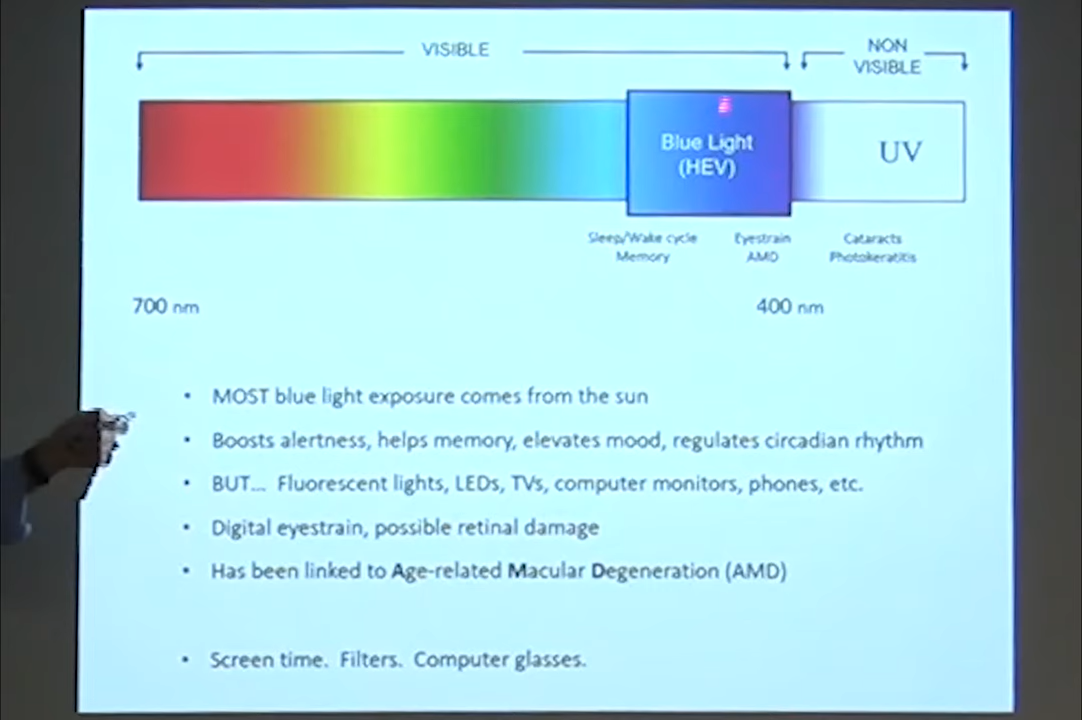 VISIBLE
NON
VISIBLE
Blue Light
(HEV)
UV
Sleep/Wake cycle
Memory
Eyestrain
AMD
Cataracts
Photokeratitis
700 nm
400 nm
• MOST blue light exposure comes from the sun
• Boosts alertness, helps memory, elevates mood, regulates circadian rhythm
• BUT... Fluorescent lights, LEDs, TVs, computer monitors, phones, etc.
• Digital eyestrain, possible retinal damage
• Has been linked to Age-related Macular Degeneration (AMD)
• Screen time. Filters. Computer glasses.